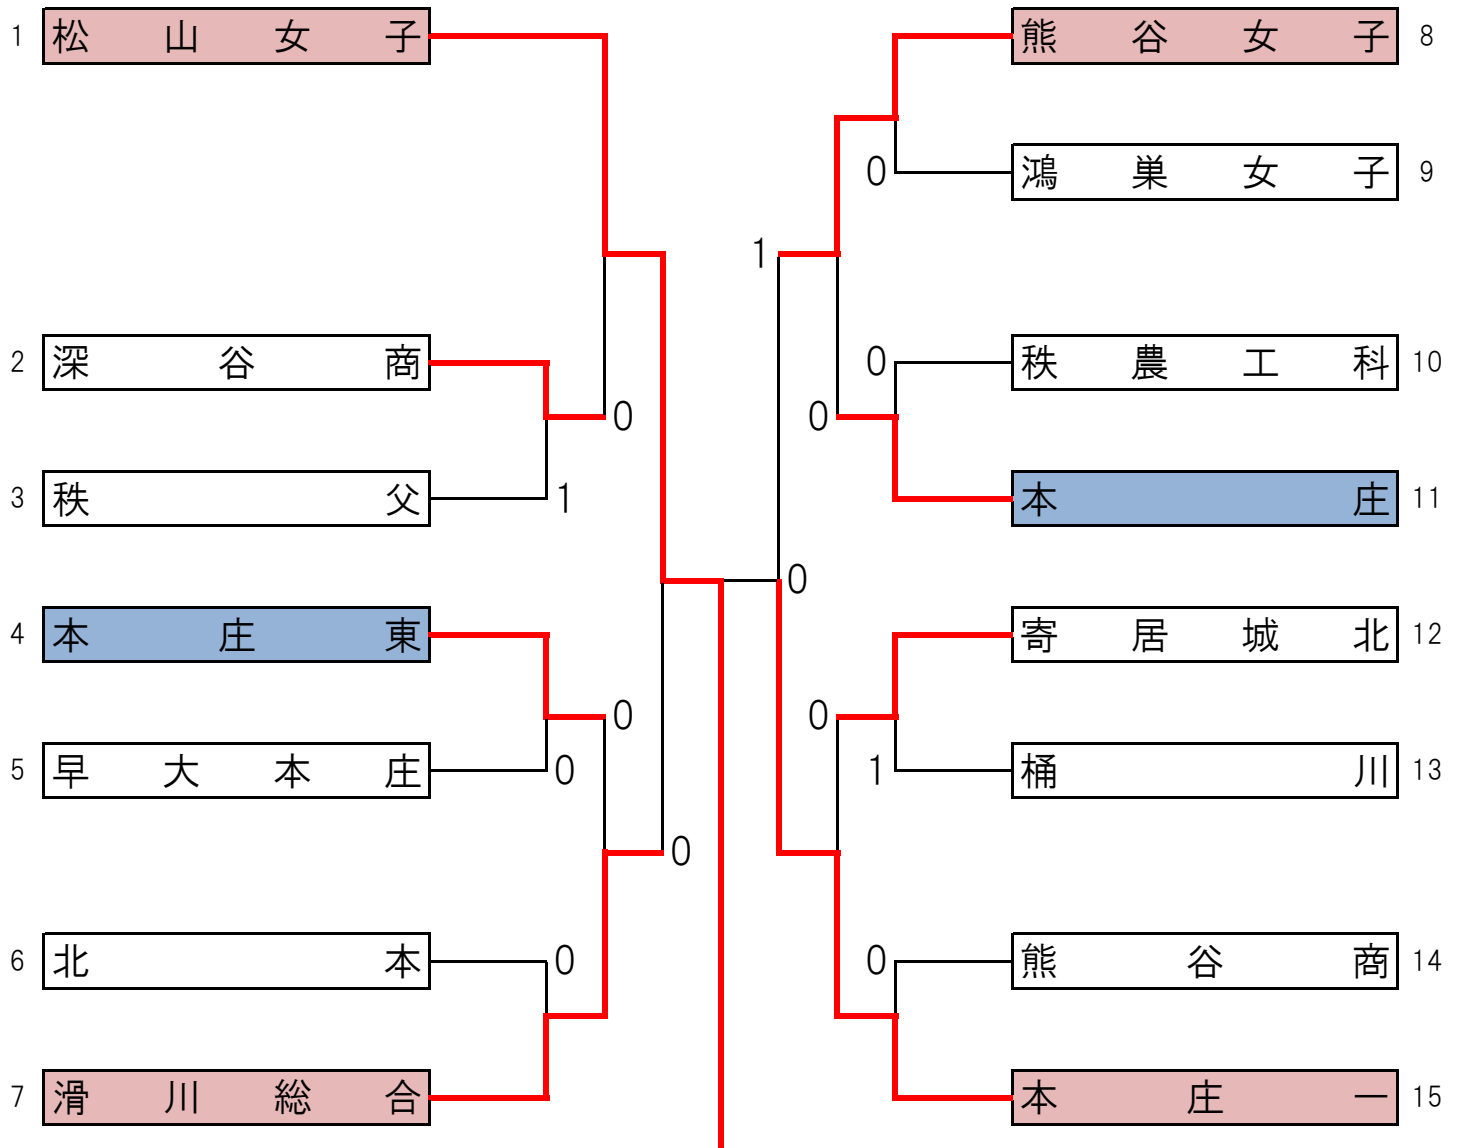 1 松山女子
2 深谷商
3 秩父
4 本庄東
5 早大本庄
6 北本
7 滑川総合
0
1
0
0
0
0
1
0
0
0
0
0
1
0
熊谷女子 8
鴻巣女子 9
秩農工科 10
本庄 11
寄居城北 12
桶川 13
熊谷商 14
本庄一 15